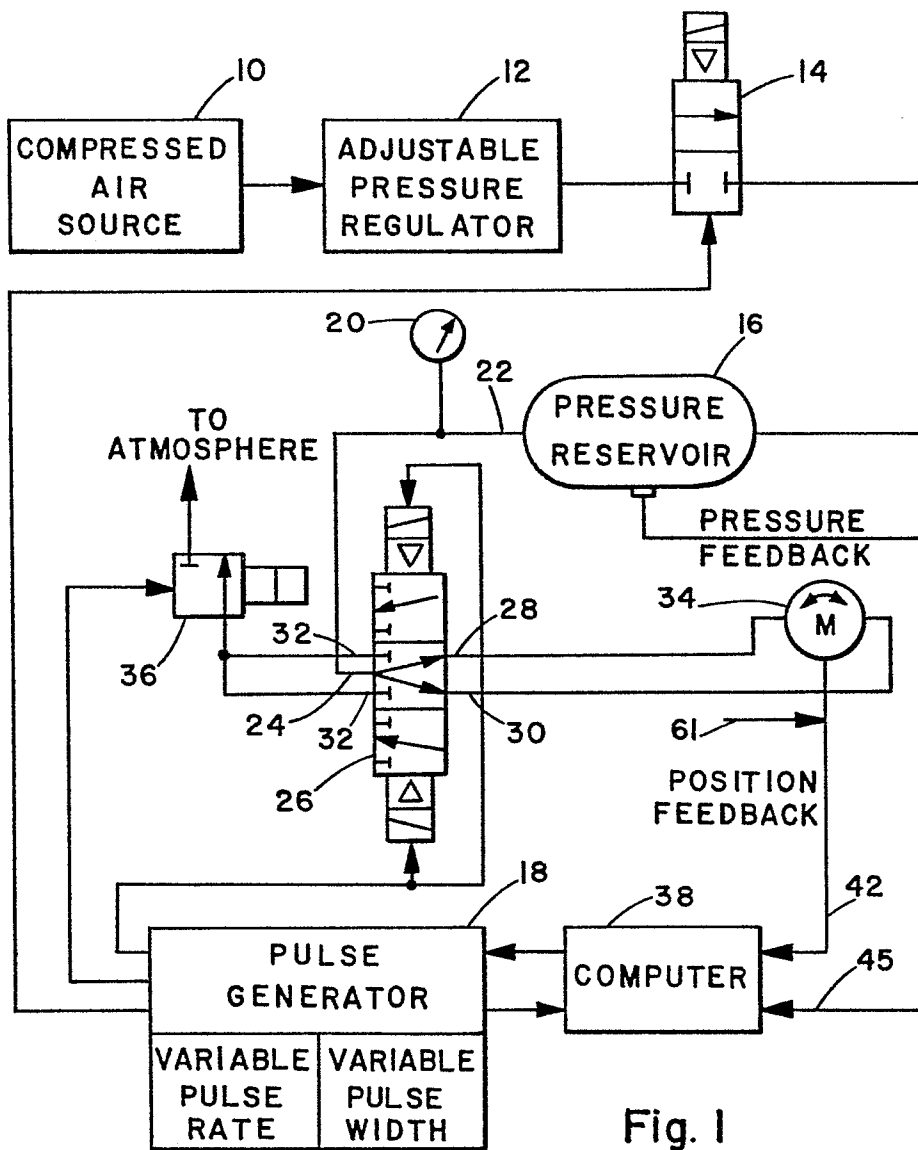 10
12
14
COMPRESSED
AIR
SOURCE
ADJUSTABLE
PRESSURE
REGULATOR
20
16
22
PRESSURE
RESERVOIR
TO
ATMOSPHERE
PRESSURE
FEEDBACK
34
M
36
32
28
24
32
30
26
61
POSITION
FEEDBACK
18
38
42
PULSE
GENERATOR
COMPUTER
45
VARIABLE
PULSE
RATE
VARIABLE
PULSE
WIDTH
Fig. 1